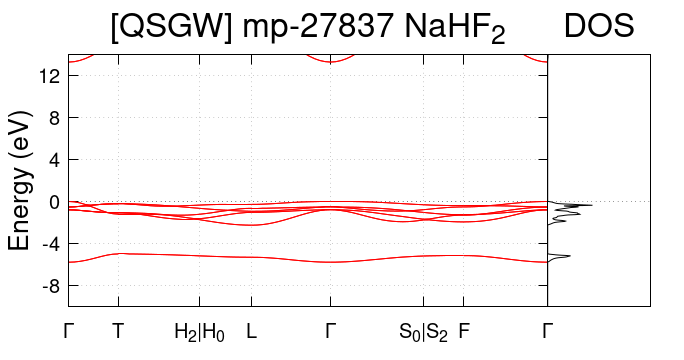 [QSGW] mp-27837 NaHF₂ DOS
Energy (eV)
12
8
4
0
-4
-8
Γ T H₂|H₀ L Γ S₀|S₂ F Γ